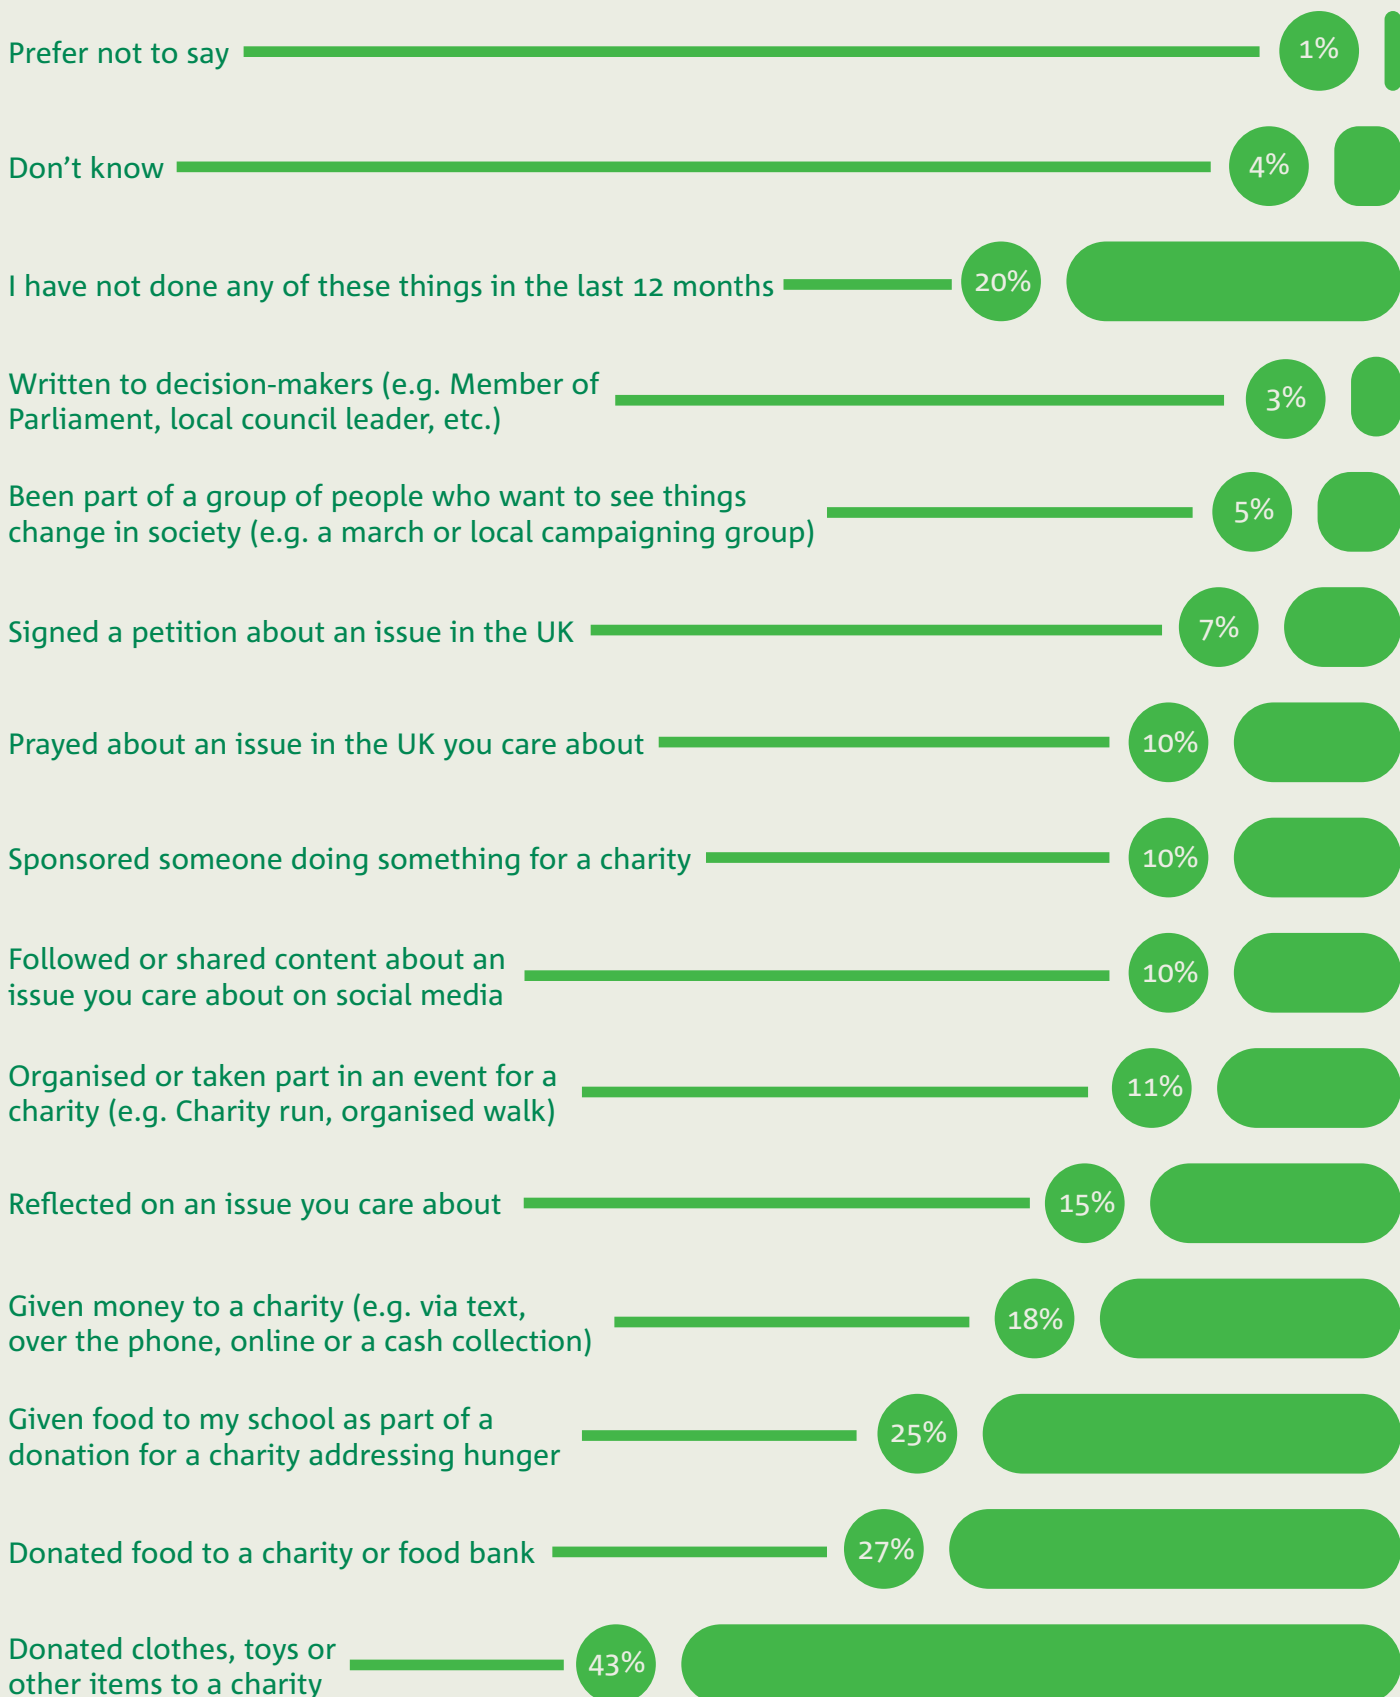 Prefer not to say 1%
Don’t know 4%
I have not done any of these things in the last 12 months 20%
Written to decision-makers (e.g. Member of
Parliament, local council leader, etc.) 3%
Been part of a group of people who want to see things
change in society (e.g. a march or local campaigning group) 5%
Signed a petition about an issue in the UK 7%
Prayed about an issue in the UK you care about 10%
Sponsored someone doing something for a charity 10%
Followed or shared content about an
issue you care about on social media 10%
Organised or taken part in an event for a
charity (e.g. Charity run, organised walk) 11%
Reflected on an issue you care about 15%
Given money to a charity (e.g. via text,
over the phone, online or a cash collection) 18%
Given food to my school as part of a
donation for a charity addressing hunger 25%
Donated food to a charity or food bank 27%
Donated clothes, toys or
other items to a charity 43%